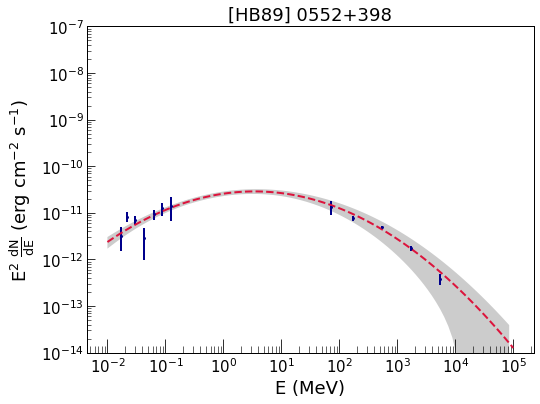 [HB89] 0552+398
10⁻⁷
10⁻⁸
10⁻⁹
10⁻¹⁰
10⁻¹¹
10⁻¹²
10⁻¹³
10⁻¹⁴
E² dN/dE (erg cm⁻² s⁻¹)
10⁻² 10⁻¹ 10⁰ 10¹ 10² 10³ 10⁴ 10⁵
E (MeV)